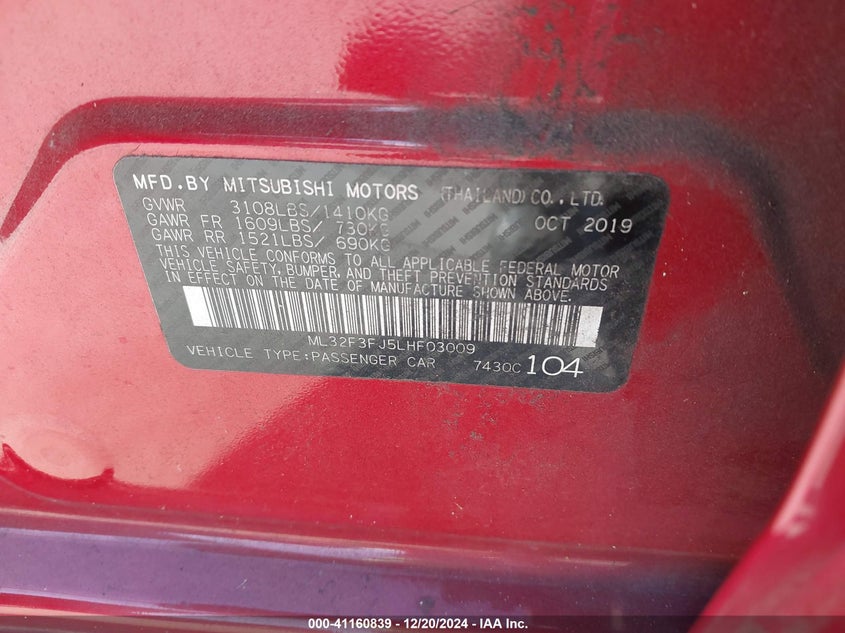 MFD.BY MITSUBISHI MOTORS (THAILAND)CO.,LTD.
GVWR 3108LBS/1410KG OCT 2019
GAWR FR 1609LBS/ 730KG
GAWR RR 1521LBS/ 690KG
THIS VEHICLE CONFORMS TO ALL APPLICABLE FEDERAL MOTOR
VEHICLE SAFETY, BUMPER, AND THEFT PREVENTION STANDARDS
IN EFFECT ON THE DATE OF MANUFACTURE SHOWN ABOVE.
ML32F3FJ5LHF03009
VEHICLE TYPE:PASSENGER CAR 7430C 104
000-41160839 - 12/20/2024 - IAAI.com